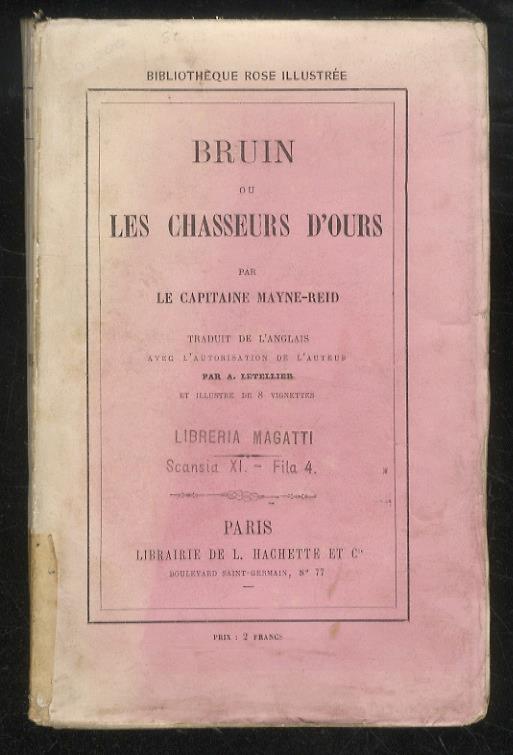 BIBLIOTHÈQUE ROSE ILLUSTRÉE
BRUIN
OU
LES CHASSEURS D'OURS
PAR
LE CAPITAINE MAYNE-REID
TRADUIT DE L'ANGLAIS
AVEC L'AUTORISATION DE L'AUTEUR
PAR A. LETELLIER
ET ILLUSTRÉ DE 8 VIGNETTES
LIBRERIA MAGATTI
Scansia XI. - Fila 4.
PARIS
LIBRAIRIE DE L. HACHETTE ET Cie
BOULEVARD SAINT-GERMAIN, Nº 77
PRIX : 2 FRANCS